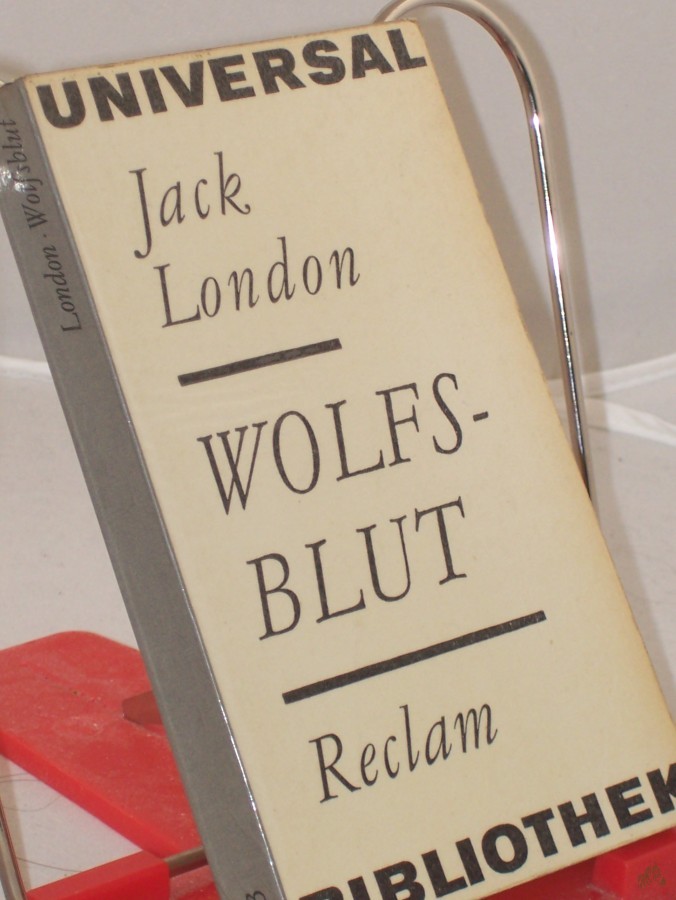 UNIVERSAL
Jack
London
WOLFS-
BLUT
Reclam
BIBLIOTHEK
London · Wolfsblut